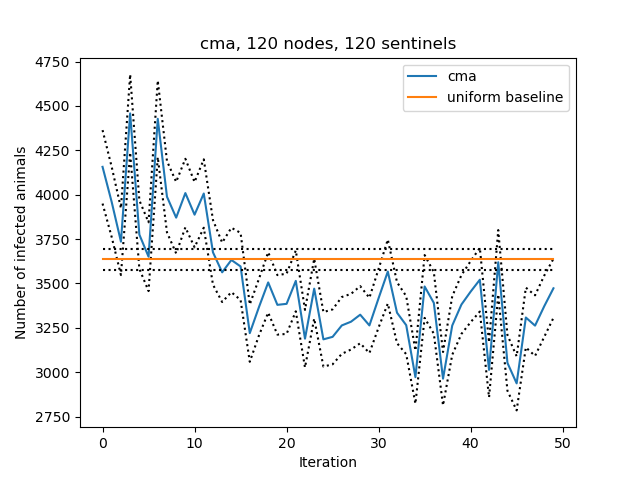 cma, 120 nodes, 120 sentinels
4750
4500
4250
4000
3750
3500
3250
3000
2750
Number of infected animals
cma
uniform baseline
0 10 20 30 40 50
Iteration